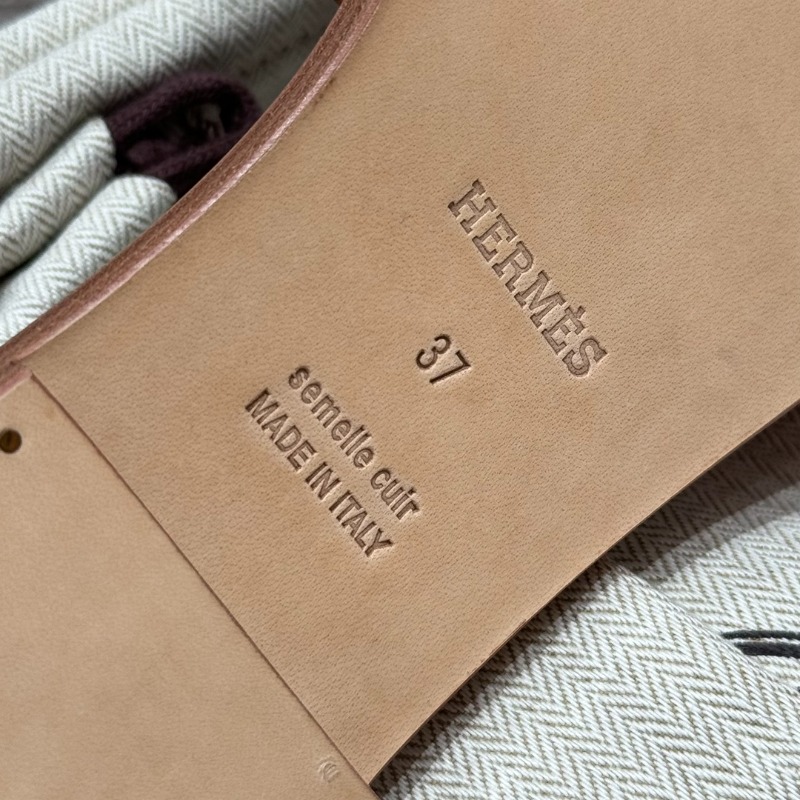 HERMÈS
37
semelle cuir
MADE IN ITALY